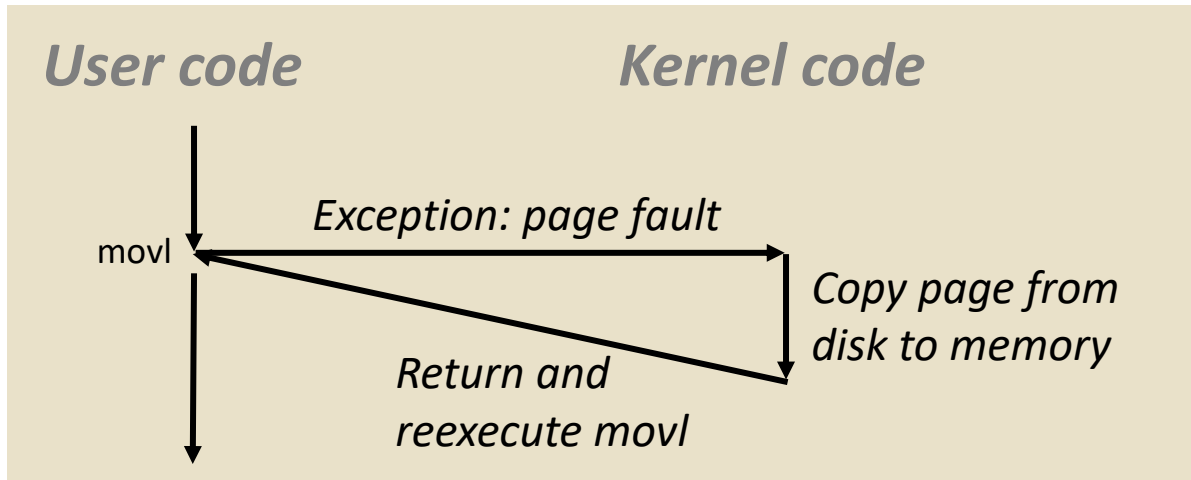 User code
Kernel code
Exception: page fault
movl
Copy page from
disk to memory
Return and
reexecute movl